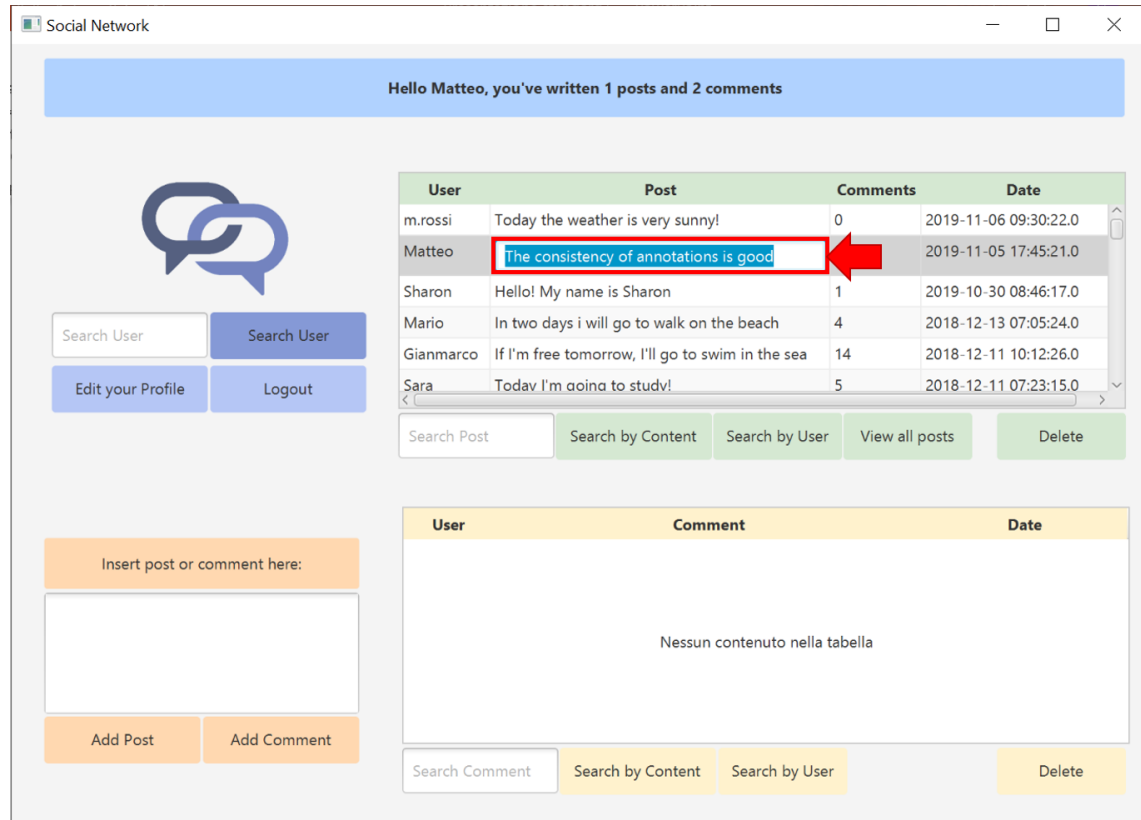 Social Network
Hello Matteo, you've written 1 posts and 2 comments
User Post Comments Date
m.rossi Today the weather is very sunny! 0 2019-11-06 09:30:22.0
Matteo The consistency of annotations is good 2019-11-05 17:45:21.0
Sharon Hello! My name is Sharon 1 2019-10-30 08:46:17.0
Mario In two days i will go to walk on the beach 4 2018-12-13 07:05:24.0
Gianmarco If I'm free tomorrow, I'll go to swim in the sea 14 2018-12-11 10:12:26.0
Sara Today I'm going to study! 5 2018-12-11 07:23:15.0
Search User Search User
Edit your Profile Logout
Search Post Search by Content Search by User View all posts Delete
User Comment Date
Nessun contenuto nella tabella
Insert post or comment here:
Add Post Add Comment
Search Comment Search by Content Search by User Delete